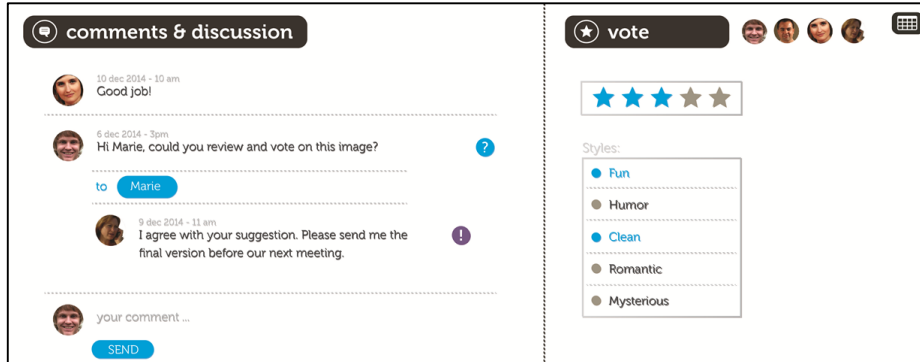 comments & discussion
10 dec 2014 - 10 am
Good job!
6 dec 2014 - 3pm
Hi Marie, could you review and vote on this image?
?
to Marie
9 dec 2014 - 11 am
I agree with your suggestion. Please send me the
!
final version before our next meeting.
your comment ...
SEND
vote
Styles:
Fun
Humor
Clean
Romantic
Mysterious